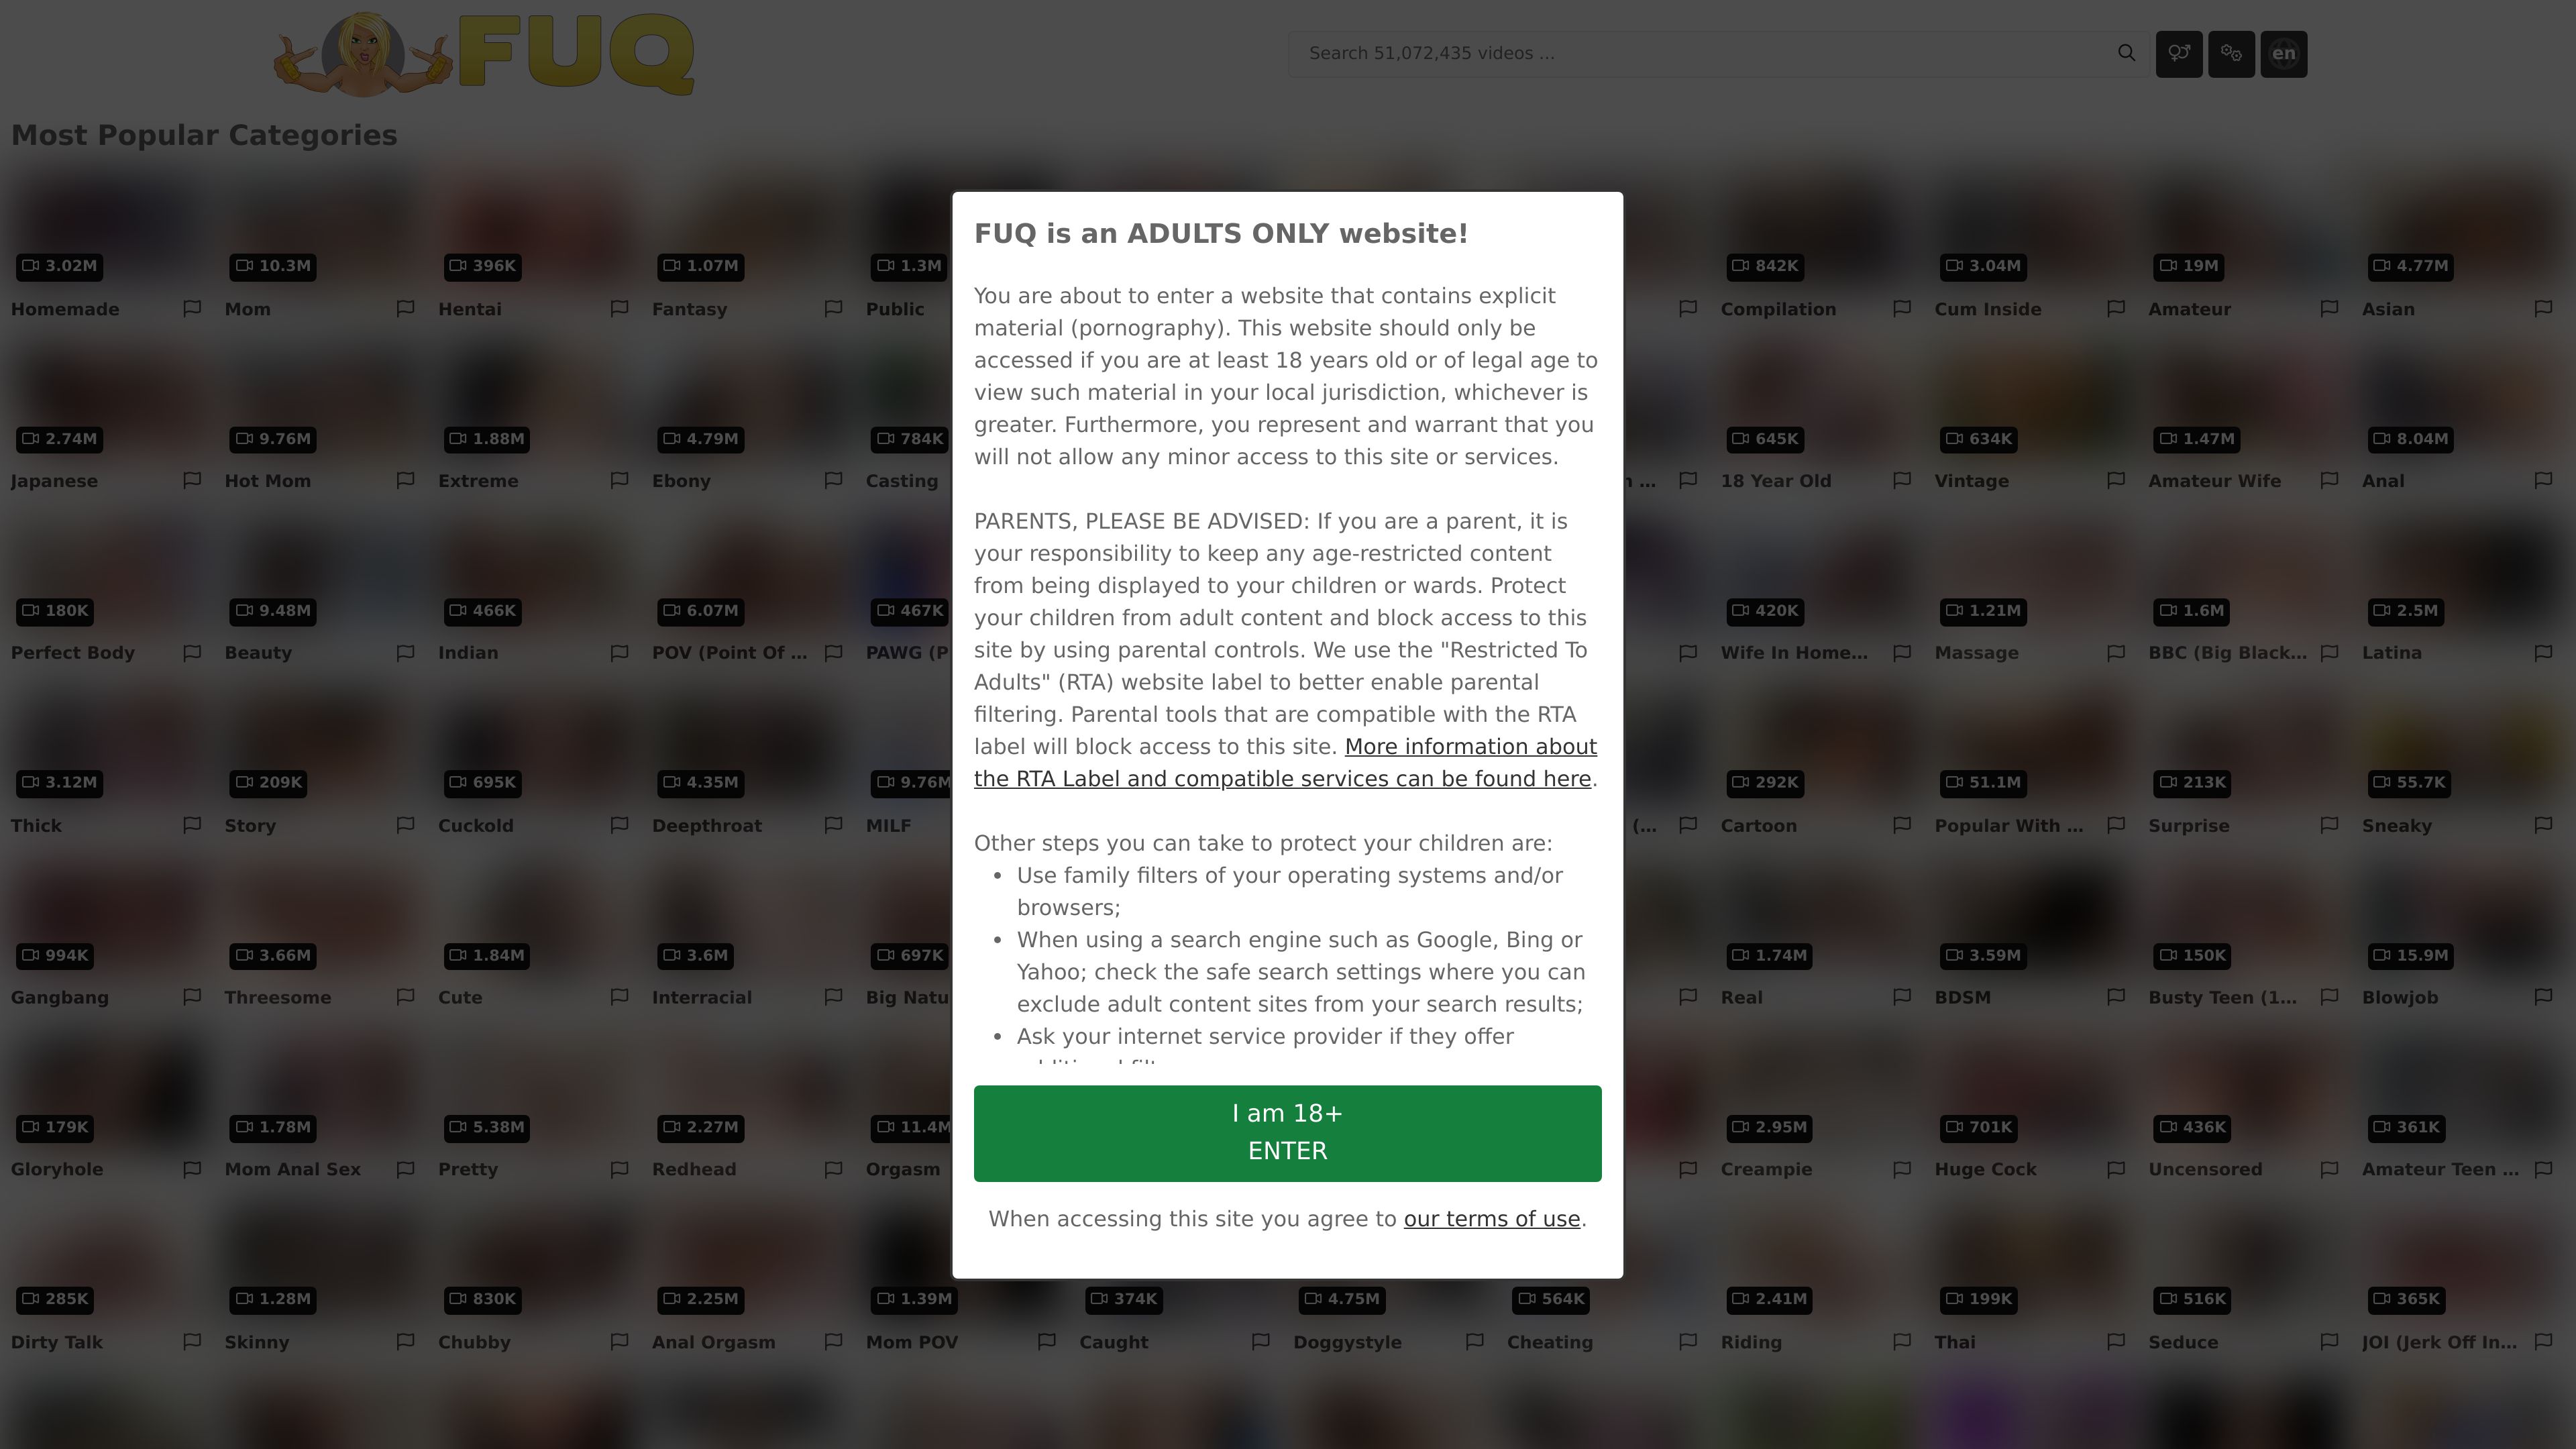 FUQ
Search 51,072,435 videos ...
en
Most Popular Categories
3.02M
10.3M
396K
1.07M
1.3M
842K
3.04M
19M
4.77M
Homemade
Mom
Hentai
Fantasy
Public
Compilation
Cum Inside
Amateur
Asian
2.74M
9.76M
1.88M
4.79M
784K
645K
634K
1.47M
8.04M
Japanese
Hot Mom
Extreme
Ebony
Casting
18 Year Old
Vintage
Amateur Wife
Anal
180K
9.48M
466K
6.07M
467K
420K
1.21M
1.6M
2.5M
Perfect Body
Beauty
Indian
POV (Point Of ...
PAWG (P
Wife In Home...
Massage
BBC (Big Black...
Latina
3.12M
209K
695K
4.35M
9.76M
292K
51.1M
213K
55.7K
Thick
Story
Cuckold
Deepthroat
MILF
(...
Cartoon
Popular With ...
Surprise
Sneaky
994K
3.66M
1.84M
3.6M
697K
1.74M
3.59M
150K
15.9M
Gangbang
Threesome
Cute
Interracial
Big Natu
Real
BDSM
Busty Teen (1...
Blowjob
179K
1.78M
5.38M
2.27M
11.4M
2.95M
701K
436K
361K
Gloryhole
Mom Anal Sex
Pretty
Redhead
Orgasm
Creampie
Huge Cock
Uncensored
Amateur Teen ...
285K
1.28M
830K
2.25M
1.39M
374K
4.75M
564K
2.41M
199K
516K
365K
Dirty Talk
Skinny
Chubby
Anal Orgasm
Mom POV
Caught
Doggystyle
Cheating
Riding
Thai
Seduce
JOI (Jerk Off In...
FUQ is an ADULTS ONLY website!
You are about to enter a website that contains explicit
material (pornography). This website should only be
accessed if you are at least 18 years old or of legal age to
view such material in your local jurisdiction, whichever is
greater. Furthermore, you represent and warrant that you
will not allow any minor access to this site or services.
PARENTS, PLEASE BE ADVISED: If you are a parent, it is
your responsibility to keep any age-restricted content
from being displayed to your children or wards. Protect
your children from adult content and block access to this
site by using parental controls. We use the "Restricted To
Adults" (RTA) website label to better enable parental
filtering. Parental tools that are compatible with the RTA
label will block access to this site. More information about
the RTA Label and compatible services can be found here.
Other steps you can take to protect your children are:
• Use family filters of your operating systems and/or
browsers;
• When using a search engine such as Google, Bing or
Yahoo; check the safe search settings where you can
exclude adult content sites from your search results;
• Ask your internet service provider if they offer
I am 18+
ENTER
When accessing this site you agree to our terms of use.